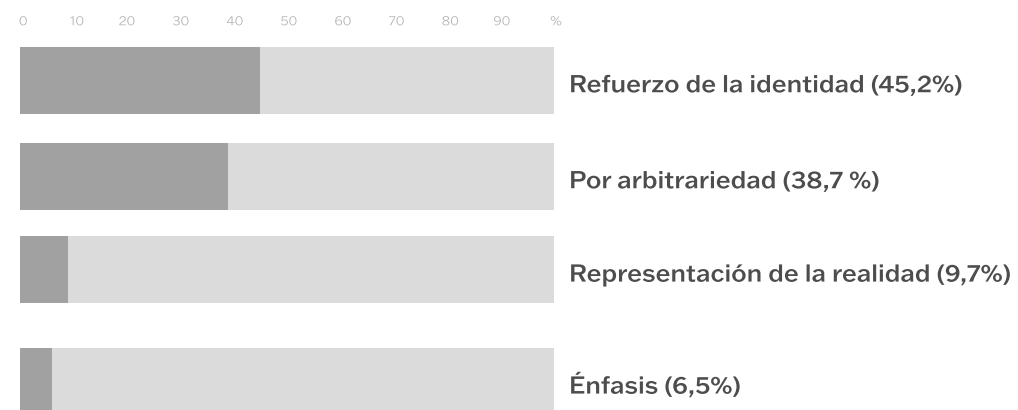 0 10 20 30 40 50 60 70 80 90 %
Refuerzo de la identidad (45,2%)
Por arbitrariedad (38,7 %)
Representación de la realidad (9,7%)
Énfasis (6,5%)